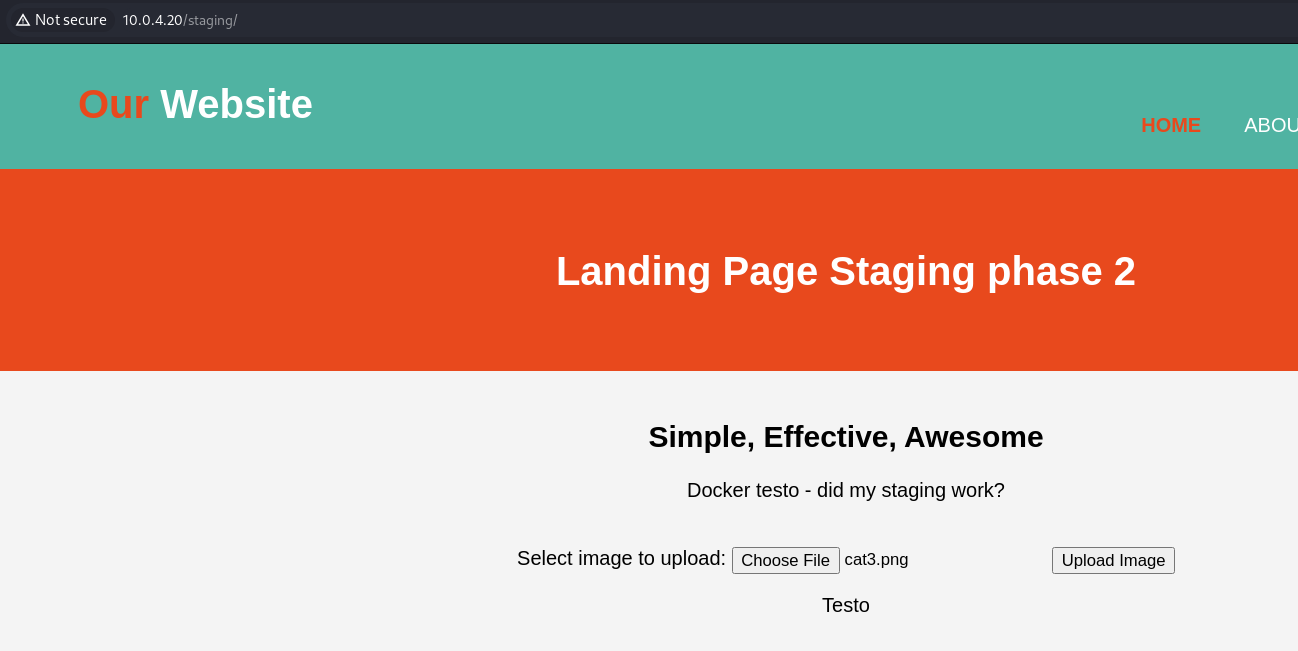 Not secure 10.0.4.20/staging/
Our Website
HOME ABOU
Landing Page Staging phase 2
Simple, Effective, Awesome
Docker testo - did my staging work?
Select image to upload: Choose File cat3.png Upload Image
Testo